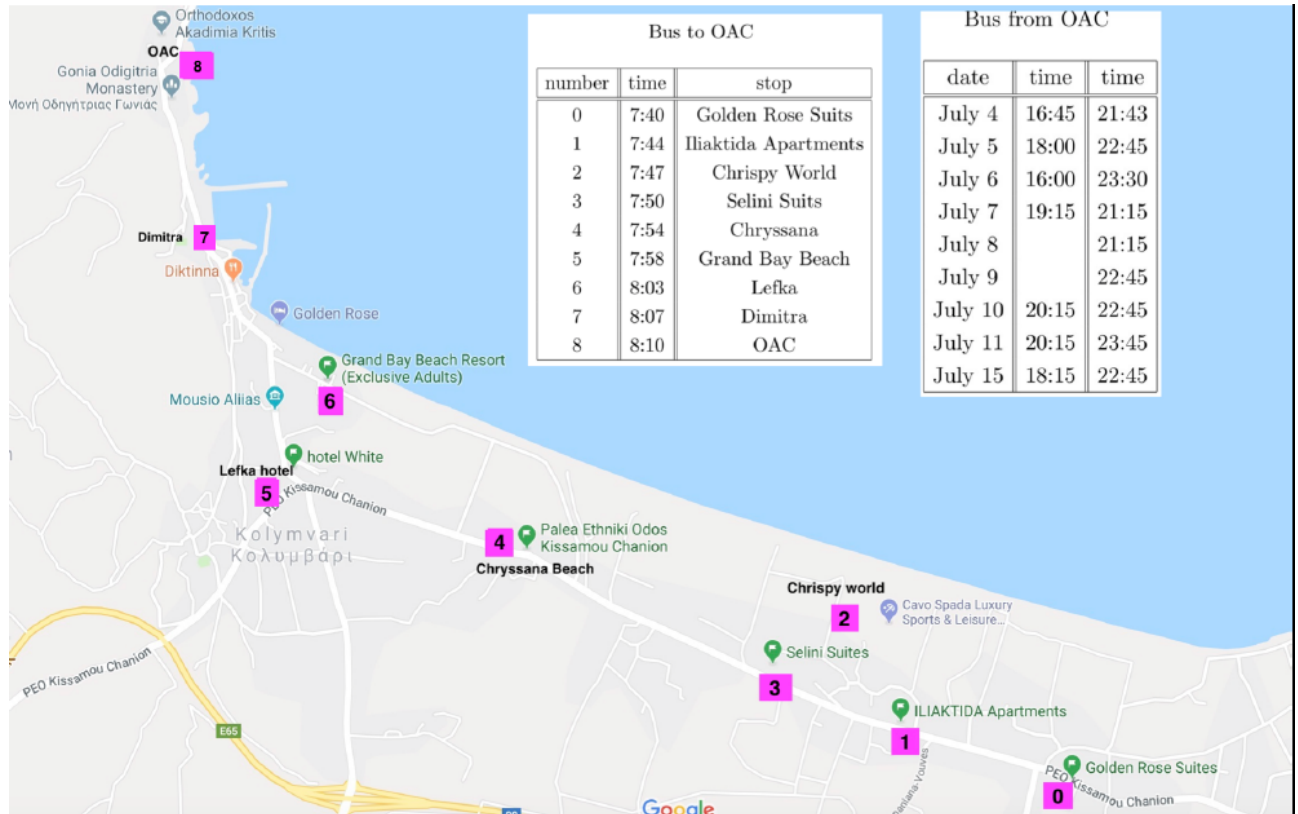 Orthodoxos
Akadimia Kritis
OAC
8
Gonia Odigitria
Monastery
Μονή Οδηγήτριας Γωνιάς
Dimitra
7
Diktinna
Golden Rose
Grand Bay Beach Resort
(Exclusive Adults)
6
Mousio Aliias
hotel White
Lefka hotel
5
PEO Kissamou Chanion
Kolymvari
Κολυμβάρι
4
Palea Ethniki Odos
Kissamou Chanion
Chryssana Beach
Chrispy world
2
Cavo Spada Luxury
Sports & Leisure...
Selini Suites
3
ILIAKTIDA Apartments
1
Golden Rose Suites
0
PEO Kissamou Chanion
PEO Kissamou Chanion
E65
Google
Bus to OAC
number time stop
0 7:40 Golden Rose Suits
1 7:44 Iliaktida Apartments
2 7:47 Chrispy World
3 7:50 Selini Suits
4 7:54 Chryssana
5 7:58 Grand Bay Beach
6 8:03 Lefka
7 8:07 Dimitra
8 8:10 OAC
Bus from OAC
date time time
July 4 16:45 21:43
July 5 18:00 22:45
July 6 16:00 23:30
July 7 19:15 21:15
July 8 21:15
July 9 22:45
July 10 20:15 22:45
July 11 20:15 23:45
July 15 18:15 22:45